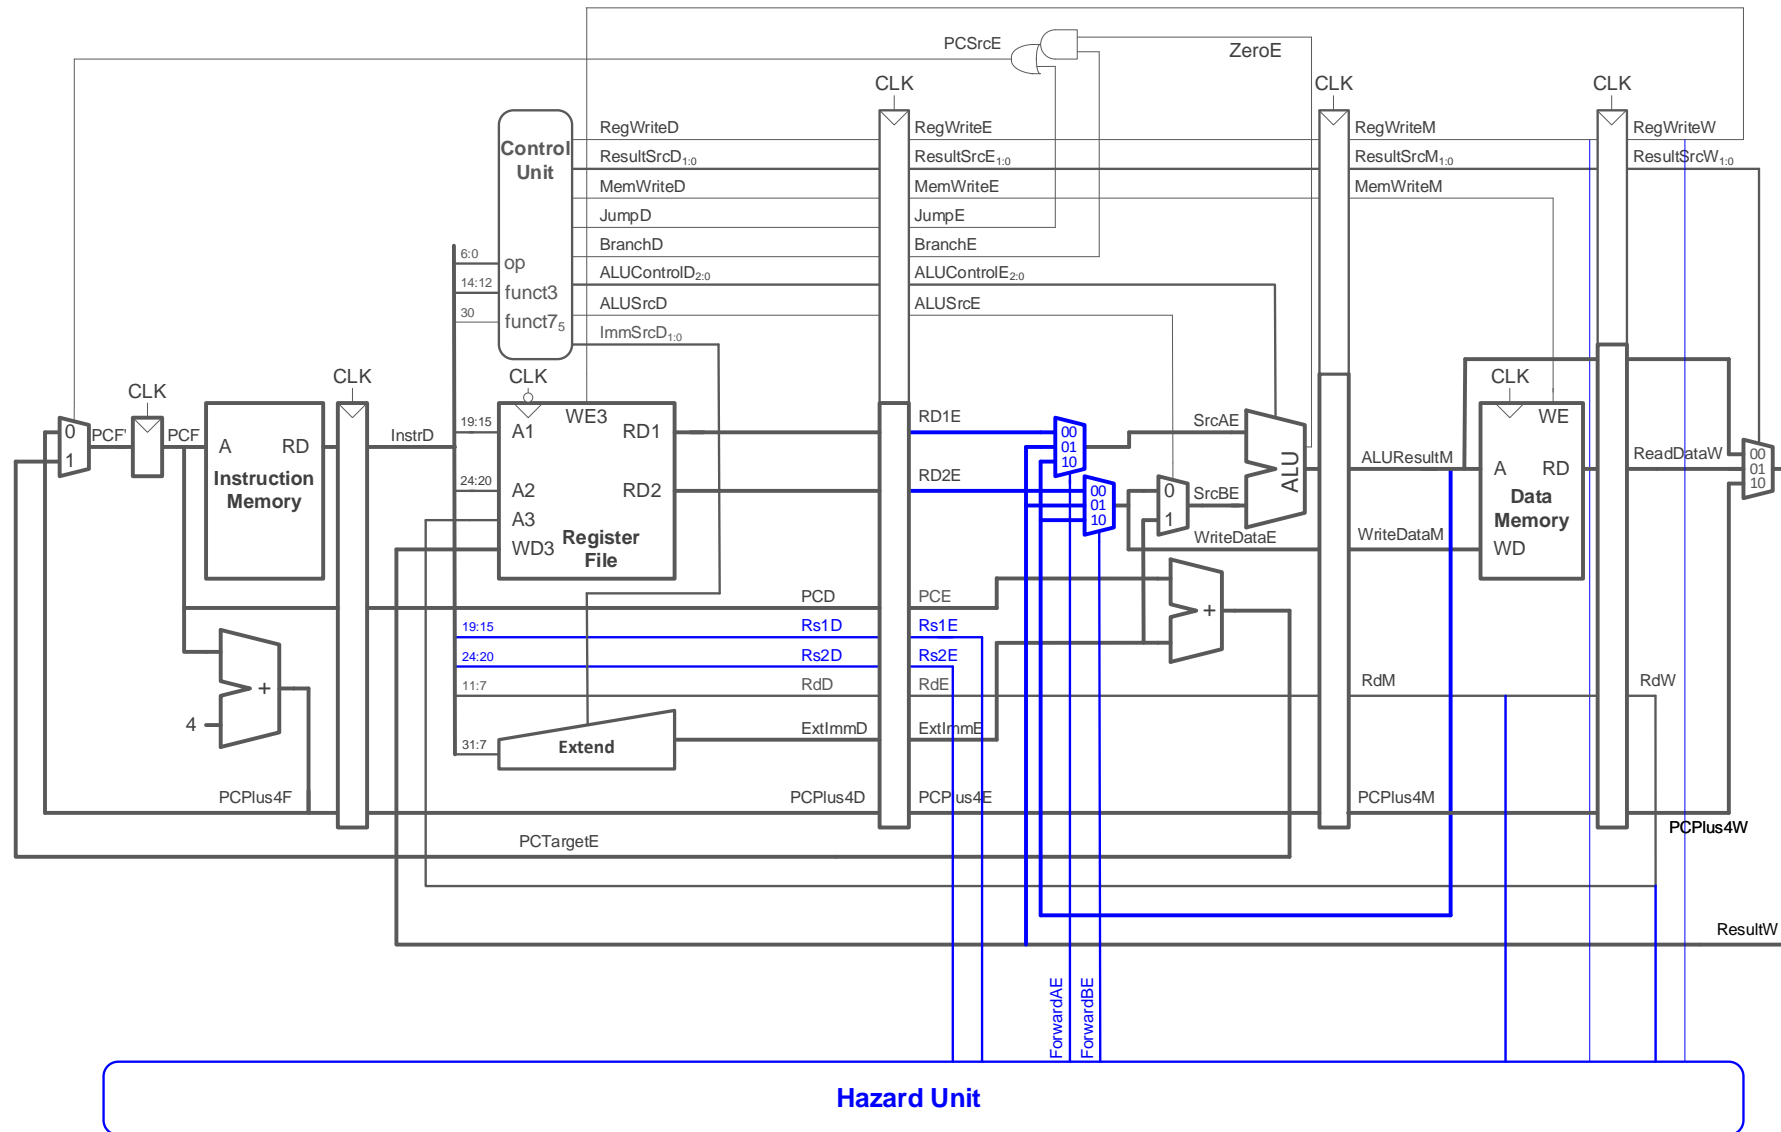 PCSrcE
ZeroE
CLK
CLK
CLK
Control
Unit
RegWriteD
RegWriteE
RegWriteM
RegWriteW
ResultSrcD1:0
ResultSrcE1:0
ResultSrcM1:0
ResultSrcW1:0
MemWriteD
MemWriteE
MemWriteM
JumpD
JumpE
BranchD
BranchE
6:0
op
ALUControlD2:0
ALUControlE2:0
14:12
funct3
ALUSrcD
ALUSrcE
30
funct75
ImmSrcD1:0
CLK
CLK
CLK
CLK
0
1
PCF'
PCF
A
RD
Instruction
Memory
InstrD
19:15
A1
WE3
RD1
RD1E
00
01
10
SrcAE
ALU
ALUResultM
WE
A
RD
ReadDataW
00
01
10
24:20
A2
RD2
RD2E
00
01
10
0
1
SrcBE
Data
Memory
A3
WD3
Register
File
WriteDataE
WriteDataM
WD
PCD
PCE
+
19:15
Rs1D
Rs1E
24:20
Rs2D
Rs2E
11:7
RdD
RdE
RdM
RdW
+
4
31:7
Extend
ExtImmD
ExtImmE
PCPlus4F
PCPlus4D
PCPlus4E
PCPlus4M
PCPlus4W
PCTargetE
ResultW
ForwardAE
ForwardBE
Hazard Unit